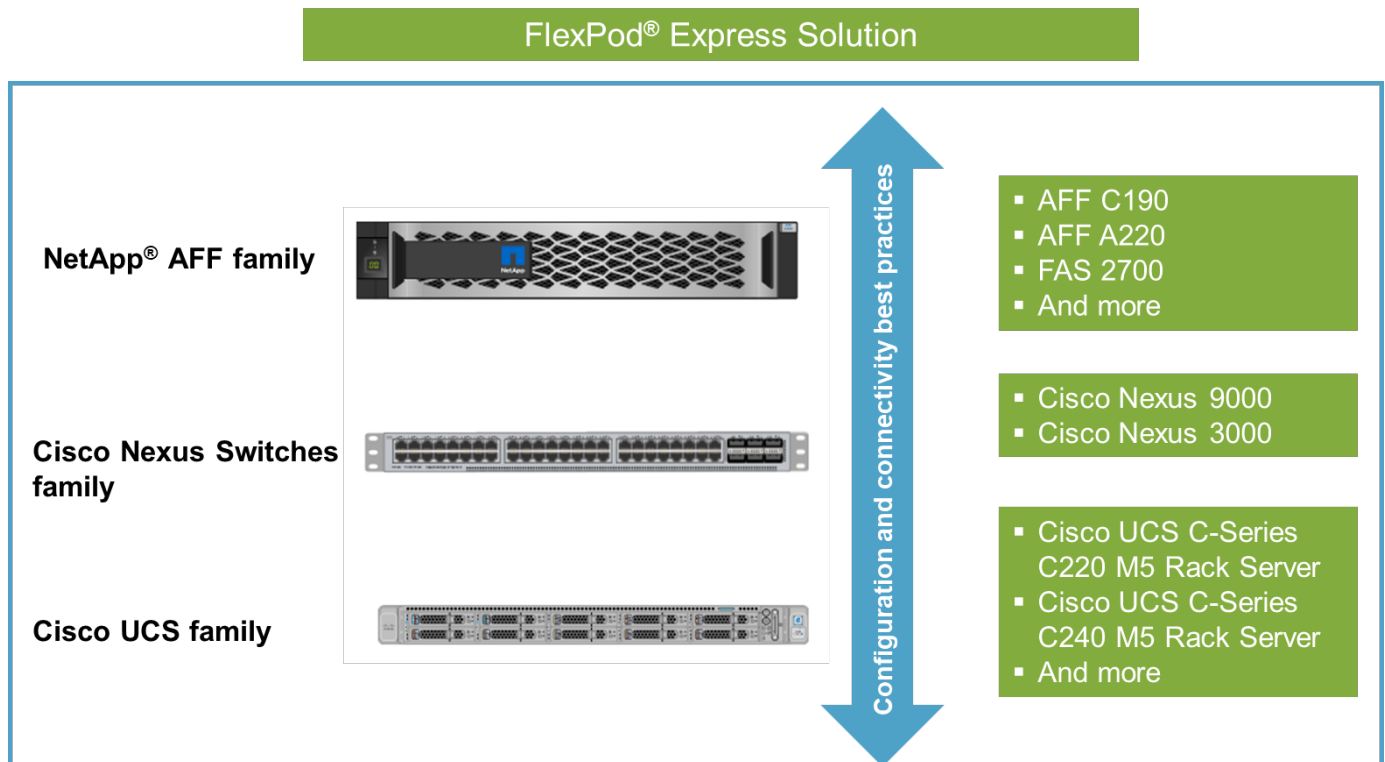 FlexPod® Express Solution
NetApp® AFF family
NetApp
Configuration and connectivity best practices
▪ AFF C190
▪ AFF A220
▪ FAS 2700
▪ And more
Cisco Nexus Switches
family
▪ Cisco Nexus 9000
▪ Cisco Nexus 3000
Cisco UCS family
▪ Cisco UCS C-Series
C220 M5 Rack Server
▪ Cisco UCS C-Series
C240 M5 Rack Server
▪ And more